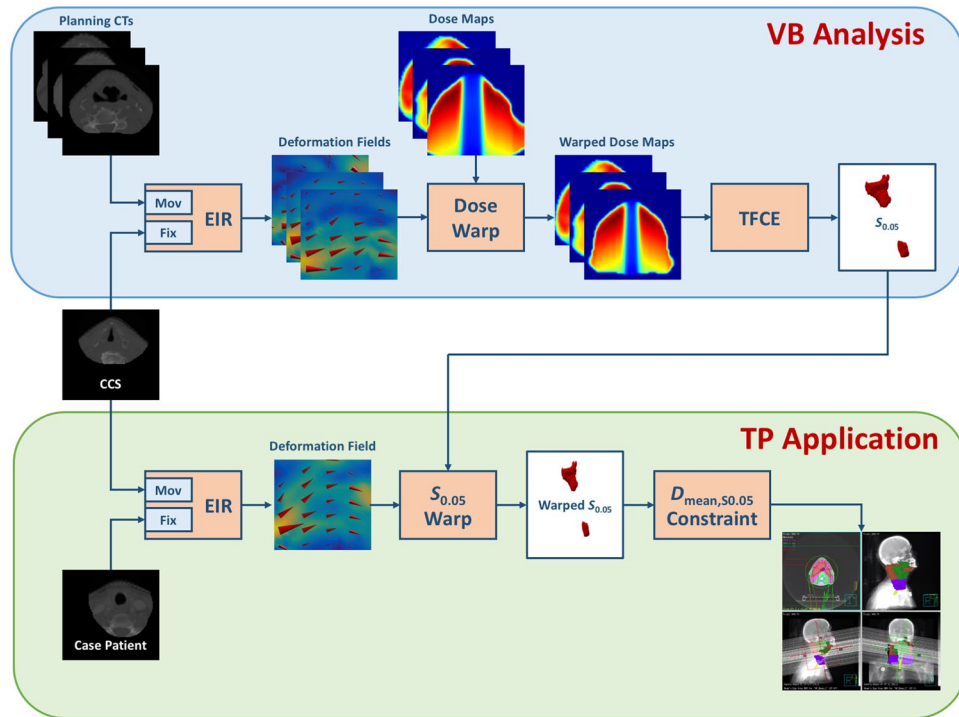 Planning CTs
Dose Maps
VB Analysis
Deformation Fields
Warped Dose Maps
Mov
Fix
EIR
Dose
Warp
TFCE
S0.05
CCS
TP Application
Deformation Field
Mov
Fix
EIR
S0.05
Warp
Warped S0.05
Dmean,S0.05
Constraint
Case Patient